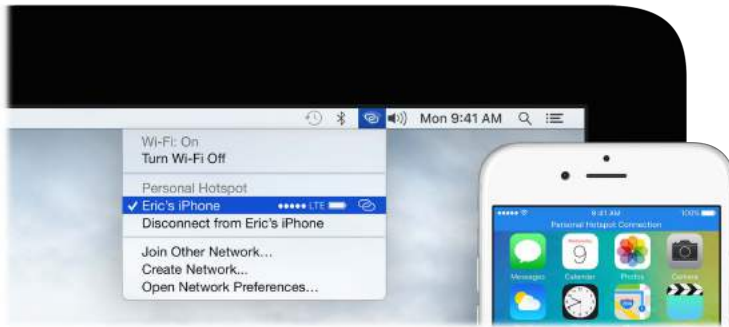 Mon 9:41 AM
Wi-Fi: On
Turn Wi-Fi Off
Personal Hotspot
✓ Eric's iPhone ●●●●● LTE
Disconnect from Eric's iPhone
Join Other Network...
Create Network...
Open Network Preferences...
9:41 AM 100%
Personal Hotspot Connection
Wednesday
9
Messages Calendar Photos Camera